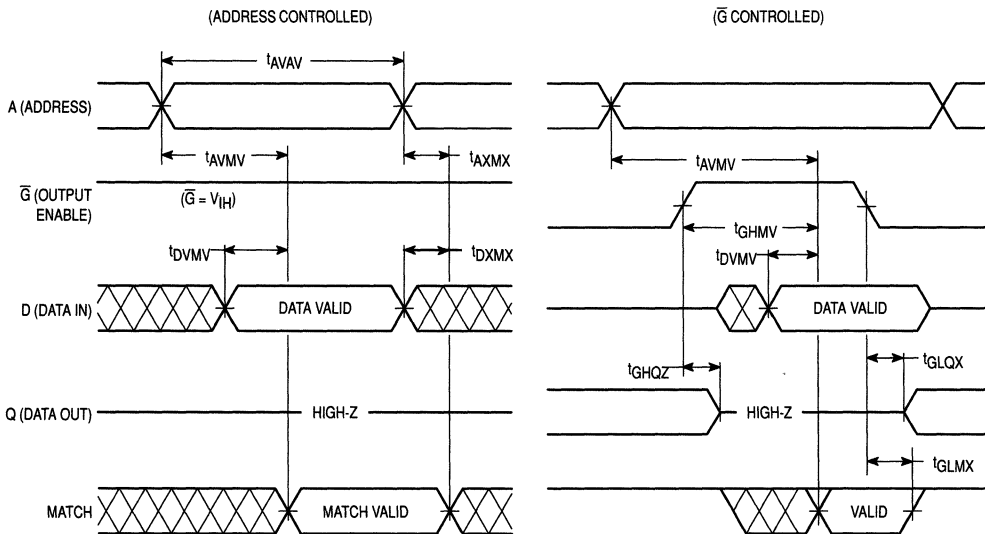 (ADDRESS CONTROLLED)
(G̅ CONTROLLED)
tAVAV
A (ADDRESS)
tAVMV
tAXMX
tAVMV
G̅ (OUTPUT
ENABLE)
(G̅ = VIH)
tGHMV
tDVMV
tDXMX
tDVMV
D (DATA IN)
DATA VALID
DATA VALID
tGHQZ
tGLQX
Q (DATA OUT)
HIGH-Z
HIGH-Z
tGLMX
MATCH
MATCH VALID
VALID